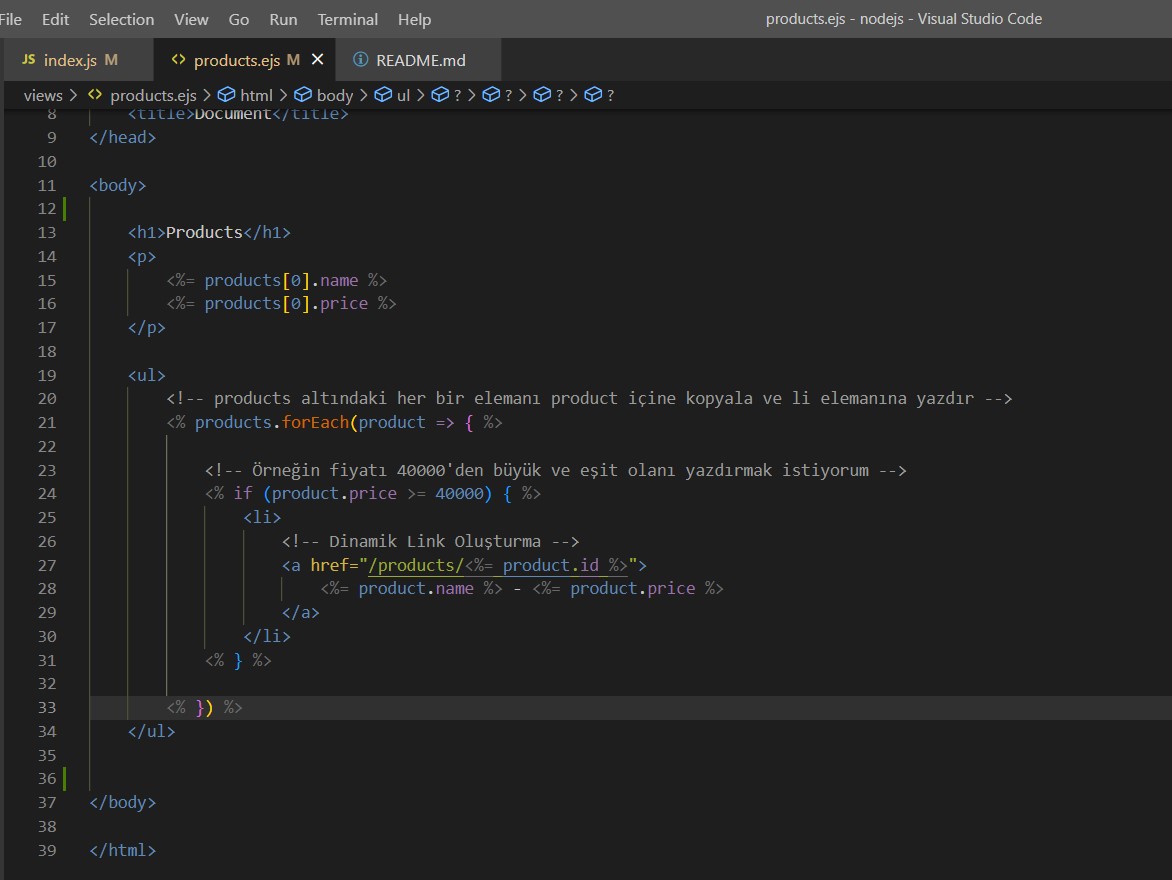 File Edit Selection View Go Run Terminal Help products.ejs - nodejs - Visual Studio Code
JS index.js M <> products.ejs M × README.md
views > <> products.ejs > html > body > ul > ? > ? > ? > ? > ?
8 <title>Document</title>
9 </head>
10
11 <body>
12
13 <h1>Products</h1>
14 <p>
15 <%= products[0].name %>
16 <%= products[0].price %>
17 </p>
18
19 <ul>
20 <!-- products altındaki her bir elemanı product içine kopyala ve li elemanına yazdır -->
21 <% products.forEach(product => { %>
22
23 <!-- Örneğin fiyatı 40000'den büyük ve eşit olanı yazdırmak istiyorum -->
24 <% if (product.price >= 40000) { %>
25 <li>
26 <!-- Dinamik Link Oluşturma -->
27 <a href="/products/<%= product.id %>">
28 <%= product.name %> - <%= product.price %>
29 </a>
30 </li>
31 <% } %>
32
33 <% }) %>
34 </ul>
35
36
37 </body>
38
39 </html>